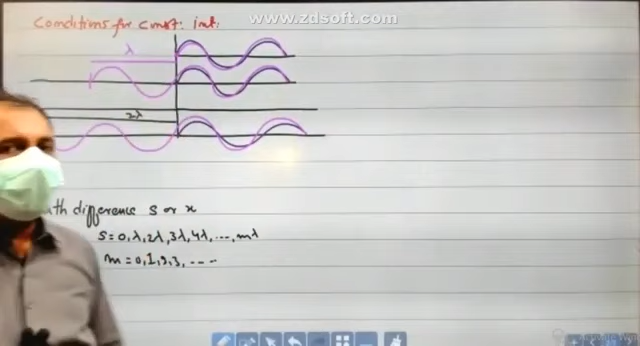 www.zdsoft.com
Conditions for const: int:
λ
2λ
th difference s or x
s=0,λ,2λ,3λ,4λ,...,mλ
m=0,1,2,3,----